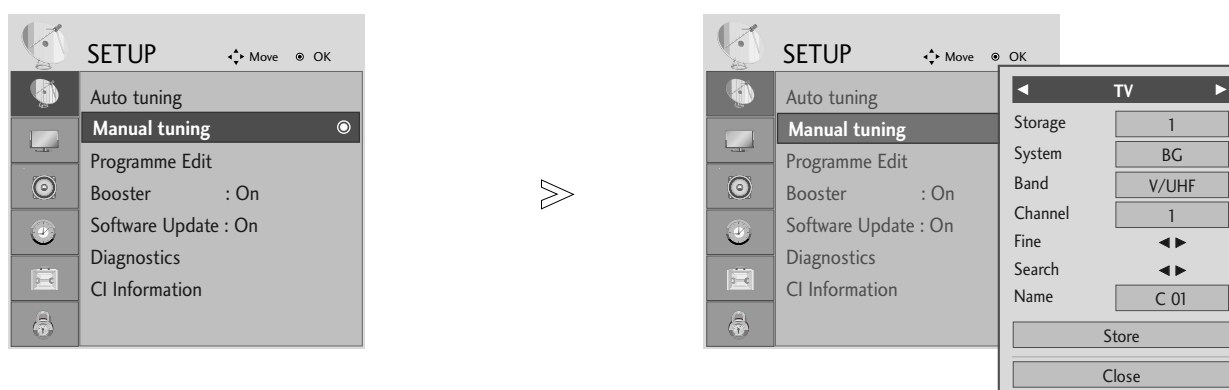 SETUP Move OK
Auto tuning
Manual tuning
Programme Edit
Booster : On
Software Update : On
Diagnostics
CI Information
SETUP Move OK
Auto tuning
Manual tuning
Programme Edit
Booster : On
Software Update : On
Diagnostics
CI Information
◄ TV ►
Storage 1
System BG
Band V/UHF
Channel 1
Fine ◄►
Search ◄►
Name C 01
Store
Close